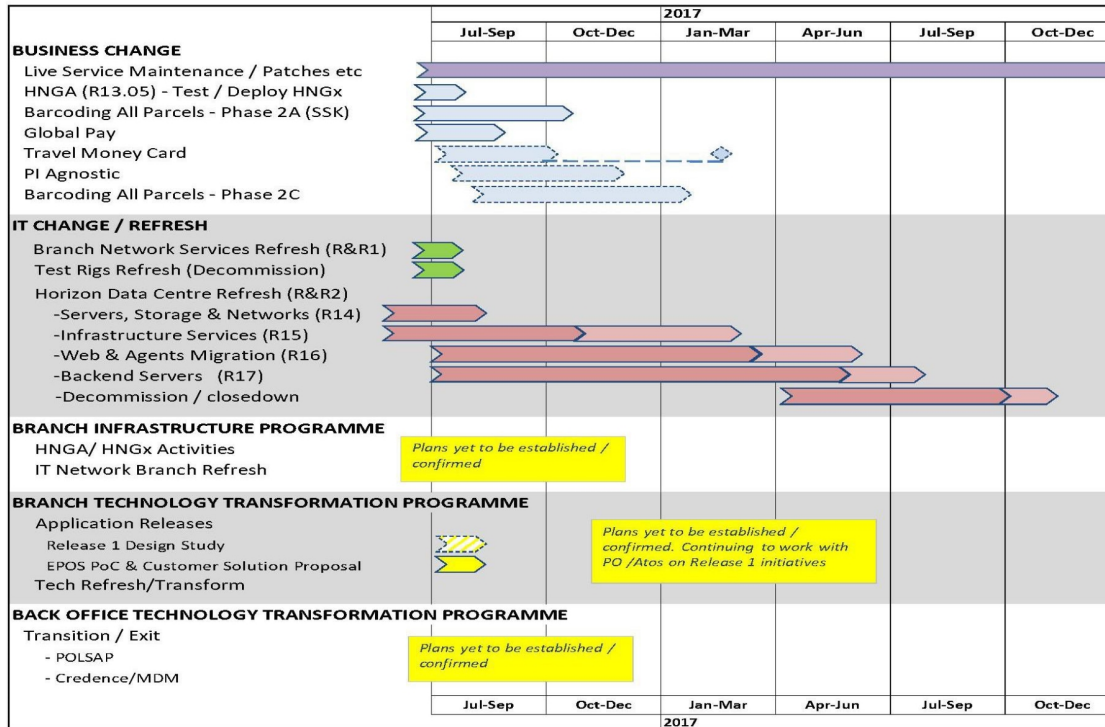 2017
Jul-Sep Oct-Dec Jan-Mar Apr-Jun Jul-Sep Oct-Dec
BUSINESS CHANGE
Live Service Maintenance / Patches etc
HNGA (R13.05) - Test / Deploy HNGx
Barcoding All Parcels - Phase 2A (SSK)
Global Pay
Travel Money Card
PI Agnostic
Barcoding All Parcels - Phase 2C
IT CHANGE / REFRESH
Branch Network Services Refresh (R&R1)
Test Rigs Refresh (Decommission)
Horizon Data Centre Refresh (R&R2)
-Servers, Storage & Networks (R14)
-Infrastructure Services (R15)
-Web & Agents Migration (R16)
-Backend Servers (R17)
-Decommission / closedown
BRANCH INFRASTRUCTURE PROGRAMME
HNGA/ HNGx Activities
IT Network Branch Refresh
Plans yet to be established /
confirmed
BRANCH TECHNOLOGY TRANSFORMATION PROGRAMME
Application Releases
Release 1 Design Study
EPOS PoC & Customer Solution Proposal
Tech Refresh/Transform
Plans yet to be established /
confirmed. Continuing to work with
PO /Atos on Release 1 initiatives
BACK OFFICE TECHNOLOGY TRANSFORMATION PROGRAMME
Transition / Exit
- POLSAP
- Credence/MDM
Plans yet to be established /
confirmed
Jul-Sep Oct-Dec Jan-Mar Apr-Jun Jul-Sep Oct-Dec
2017